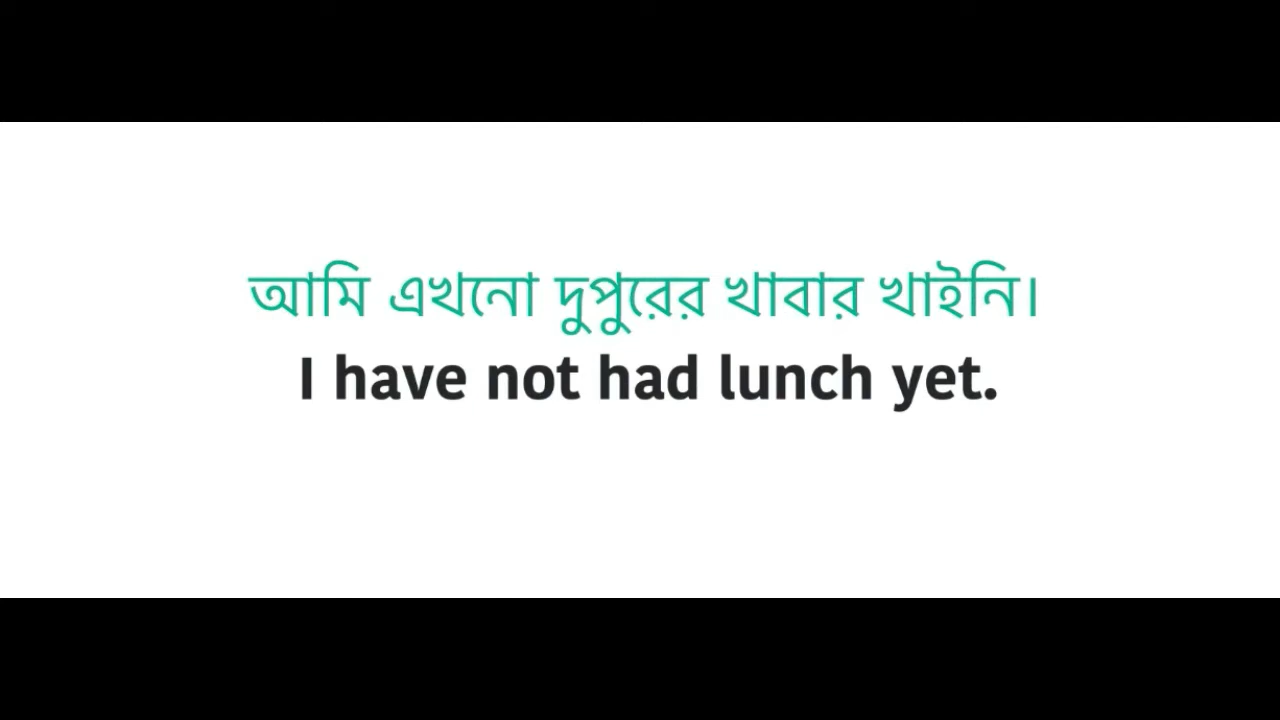 আমি এখনো দুপুরের খাবার খাইনি।
I have not had lunch yet.